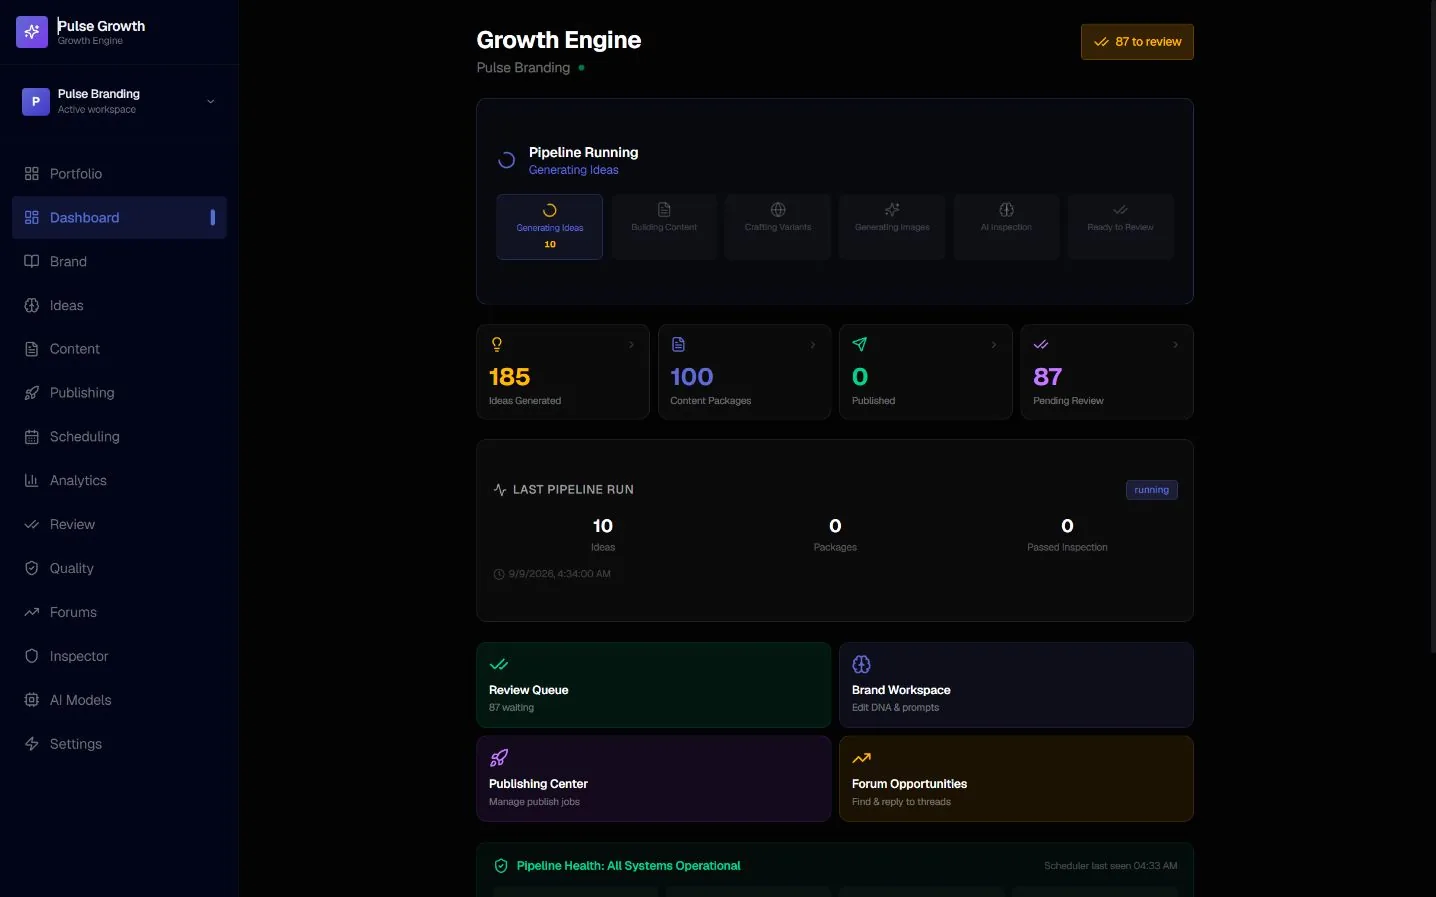 Pulse Growth
Growth Engine
P
Pulse Branding
Active workspace
Portfolio
Dashboard
Brand
Ideas
Content
Publishing
Scheduling
Analytics
Review
Quality
Forums
Inspector
AI Models
Settings
Growth Engine
Pulse Branding
87 to review
Pipeline Running
Generating Ideas
Generating Ideas
10
Building Content
Crafting Variants
Generating Images
AI Inspection
Ready to Review
185
Ideas Generated
100
Content Packages
0
Published
87
Pending Review
LAST PIPELINE RUN
running
10
Ideas
0
Packages
0
Passed Inspection
9/9/2026, 4:34:00 AM
Review Queue
87 waiting
Brand Workspace
Edit DNA & prompts
Publishing Center
Manage publish jobs
Forum Opportunities
Find & reply to threads
Pipeline Health: All Systems Operational
Scheduler last seen 04:33 AM